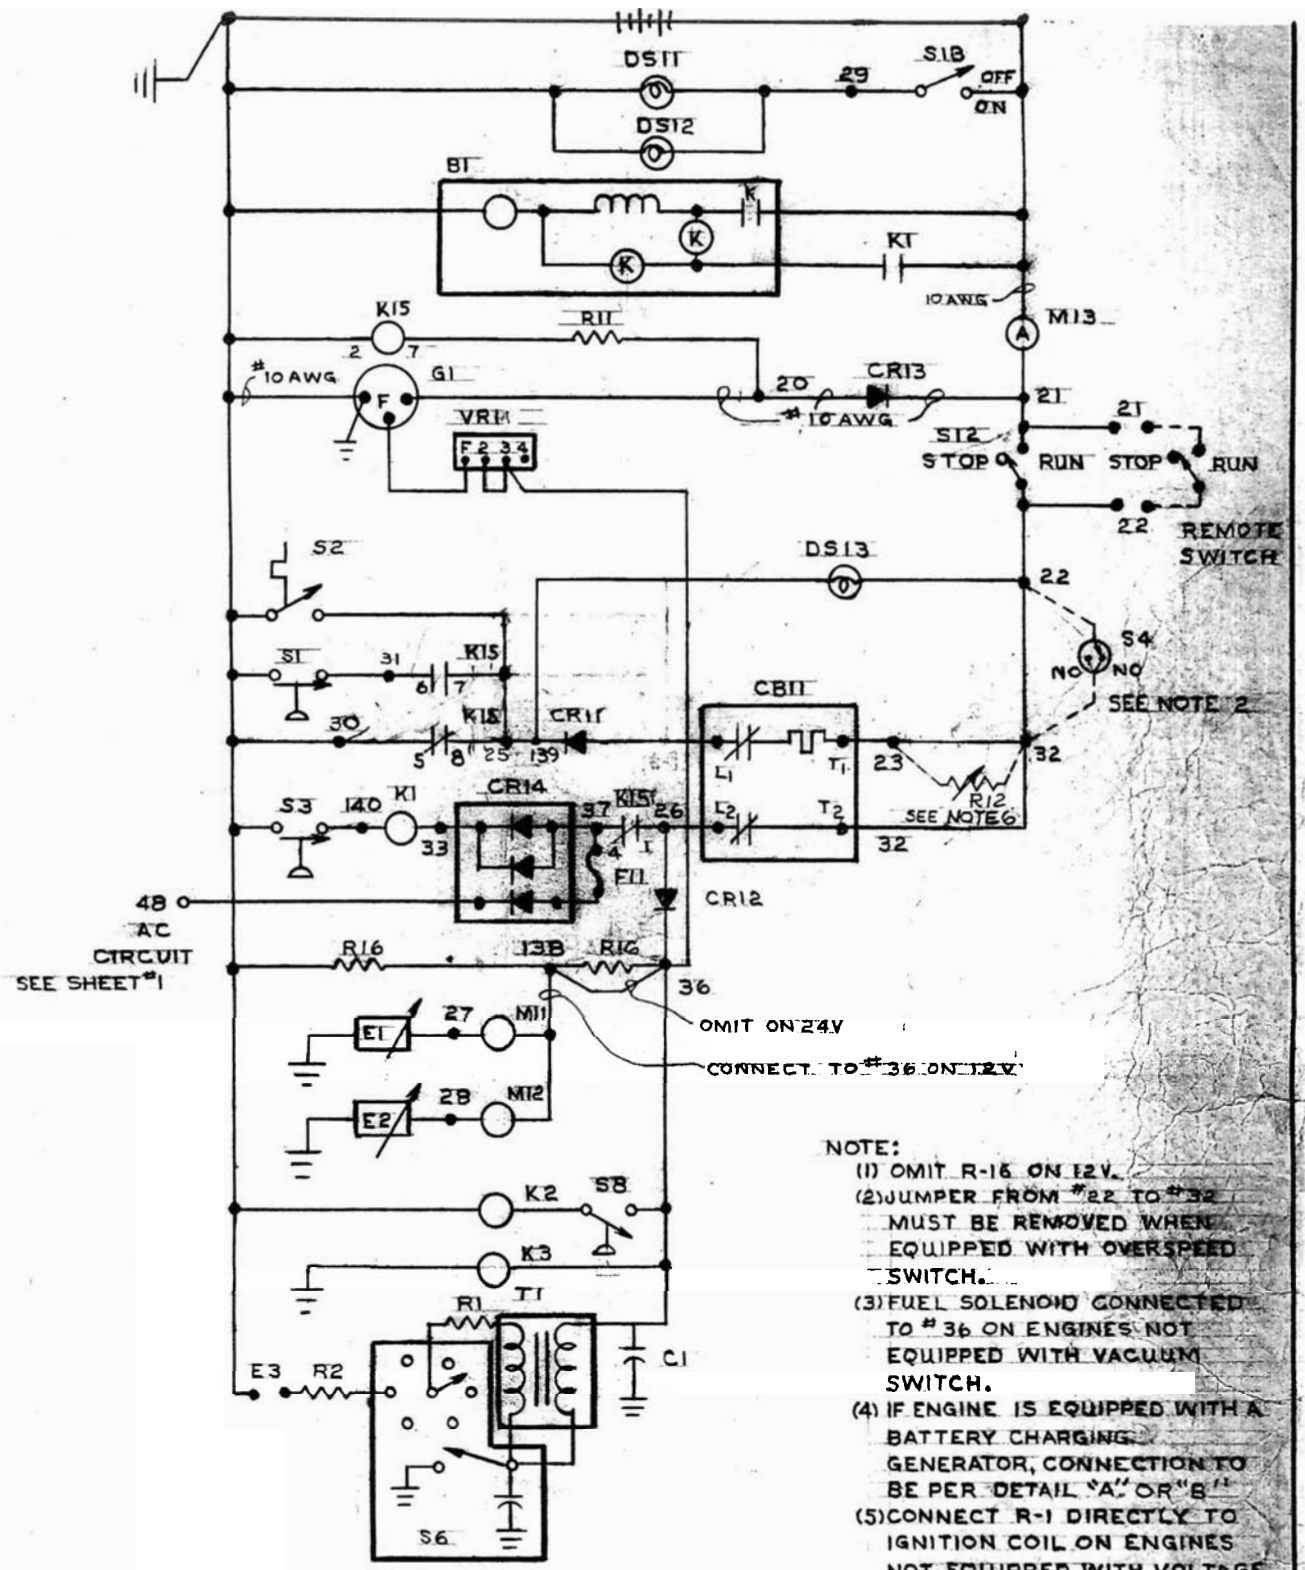 DS11
S1B
29
OFF
ON
DS12
B1
K
K
K
KT
10 AWG
M13
A
K15
2 7
R11
# 10 AWG
G1
F
20
CR13
21
# 10 AWG
VR1
F 2 3 4
S12
STOP
RUN
21
STOP
RUN
22
REMOTE
SWITCH
S2
DS13
22
S1
31
K15
6 7
S4
NO NO
SEE NOTE 2
CB11
30
K15
5 8
25
139
CR11
L1
T1
23
32
R12
SEE NOTE 6
S3
140
K1
33
CR14
37
K15
26
4 1
F11
L2
T2
32
CR12
48
AC
CIRCUIT
SEE SHEET #1
R16
138
R16
36
OMIT ON 24V
CONNECT TO #36 ON 12V
E1
27
M11
E2
28
M12
K2
S8
K3
R1
T1
C1
E3
R2
S6
NOTE:
(1) OMIT R-16 ON 12V.
(2) JUMPER FROM #22 TO #32
MUST BE REMOVED WHEN
EQUIPPED WITH OVERSPEED
SWITCH.
(3) FUEL SOLENOID CONNECTED
TO #36 ON ENGINES NOT
EQUIPPED WITH VACUUM
SWITCH.
(4) IF ENGINE IS EQUIPPED WITH A
BATTERY CHARGING
GENERATOR, CONNECTION TO
BE PER DETAIL "A" OR "B"
(5) CONNECT R-1 DIRECTLY TO
IGNITION COIL ON ENGINES
NOT EQUIPPED WITH VOLTAGE